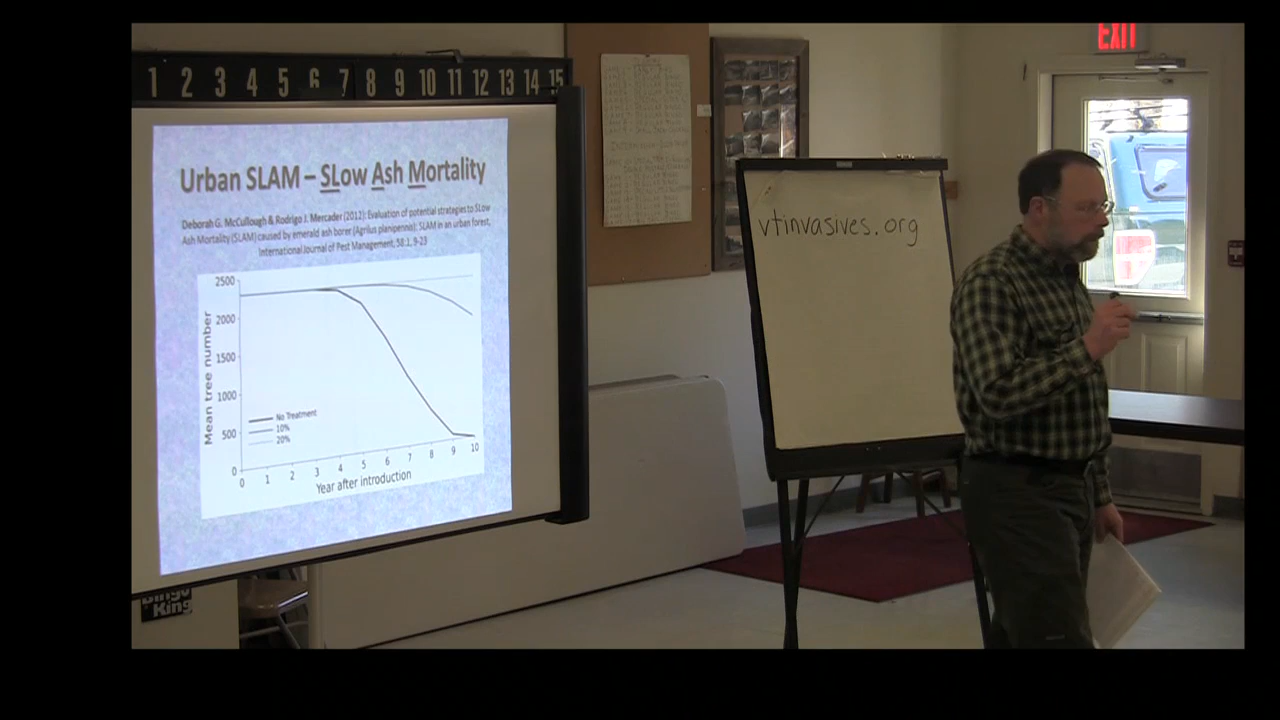 1 2 3 4 5 6 7 8 9 10 11 12 13 14 15
Urban SLAM – SLow Ash Mortality
Deborah G. McCullough & Rodrigo J. Mercader (2012): Evaluation of potential strategies to SLow
Ash Mortality (SLAM) caused by emerald ash borer (Agrilus planipennis): SLAM in an urban forest,
International Journal of Pest Management, 58:1, 9-23
2500
2000
1500
1000
500
0
Mean tree number
No Treatment
10%
20%
0 1 2 3 4 5 6 7 8 9 10
Year after introduction
vtinvasives.org
EXIT
Bingo
King